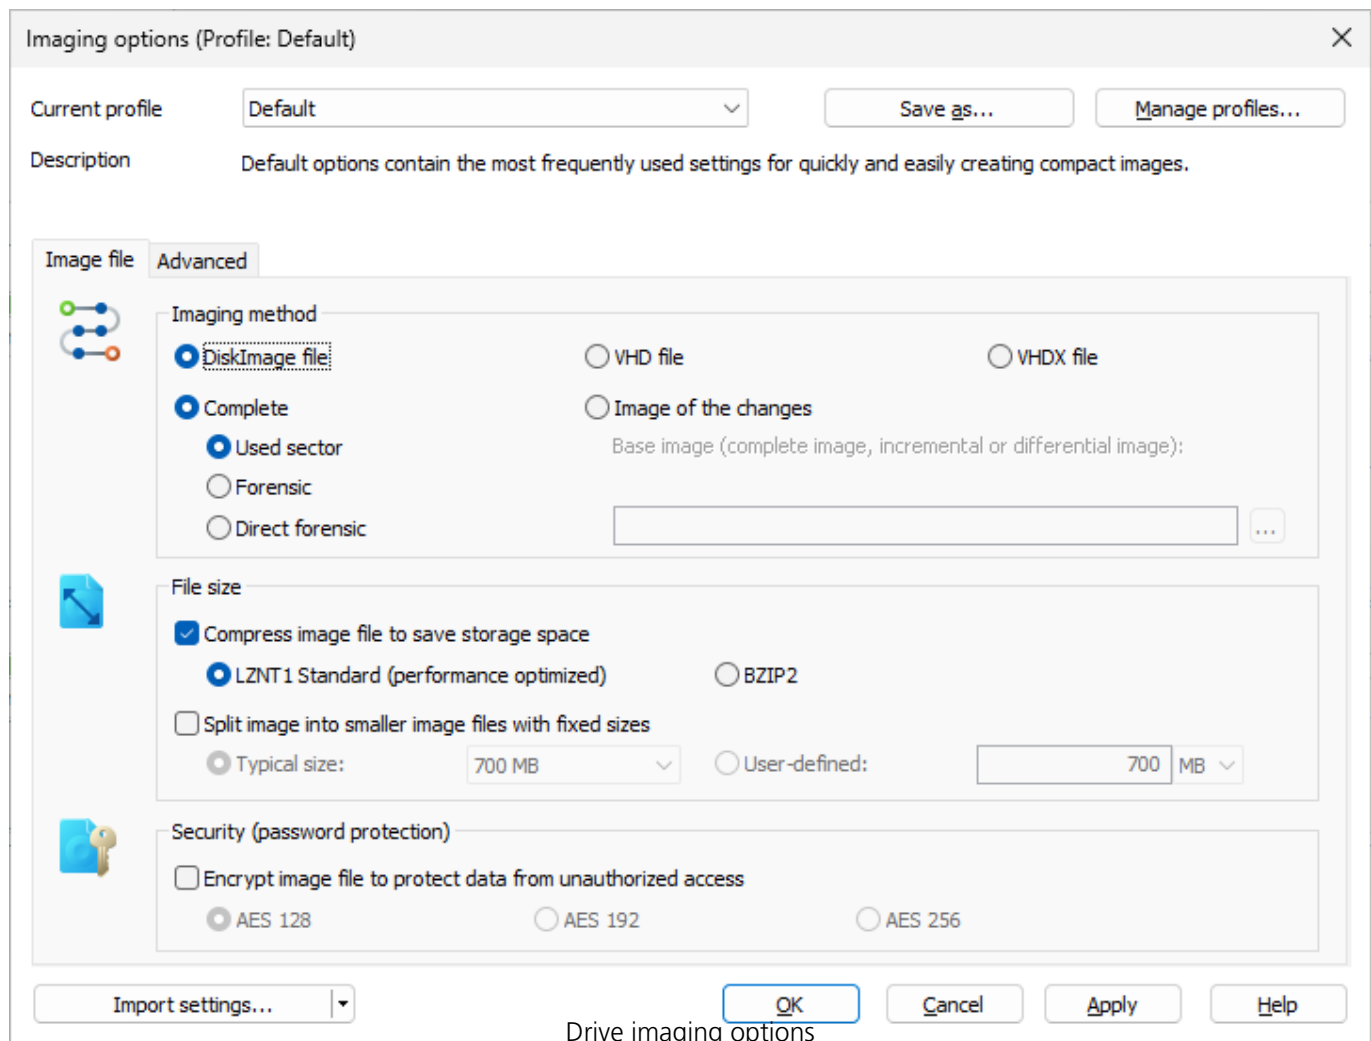 Imaging options (Profile: Default)
Current profile Default Save as... Manage profiles...
Description Default options contain the most frequently used settings for quickly and easily creating compact images.
Image file Advanced
Imaging method
DiskImage file VHD file VHDX file
Complete Image of the changes
Used sector Base image (complete image, incremental or differential image):
Forensic
Direct forensic ...
File size
Compress image file to save storage space
LZNT1 Standard (performance optimized) BZIP2
Split image into smaller image files with fixed sizes
Typical size: 700 MB User-defined: 700 MB
Security (password protection)
Encrypt image file to protect data from unauthorized access
AES 128 AES 192 AES 256
Import settings... OK Cancel Apply Help
Drive imaging options